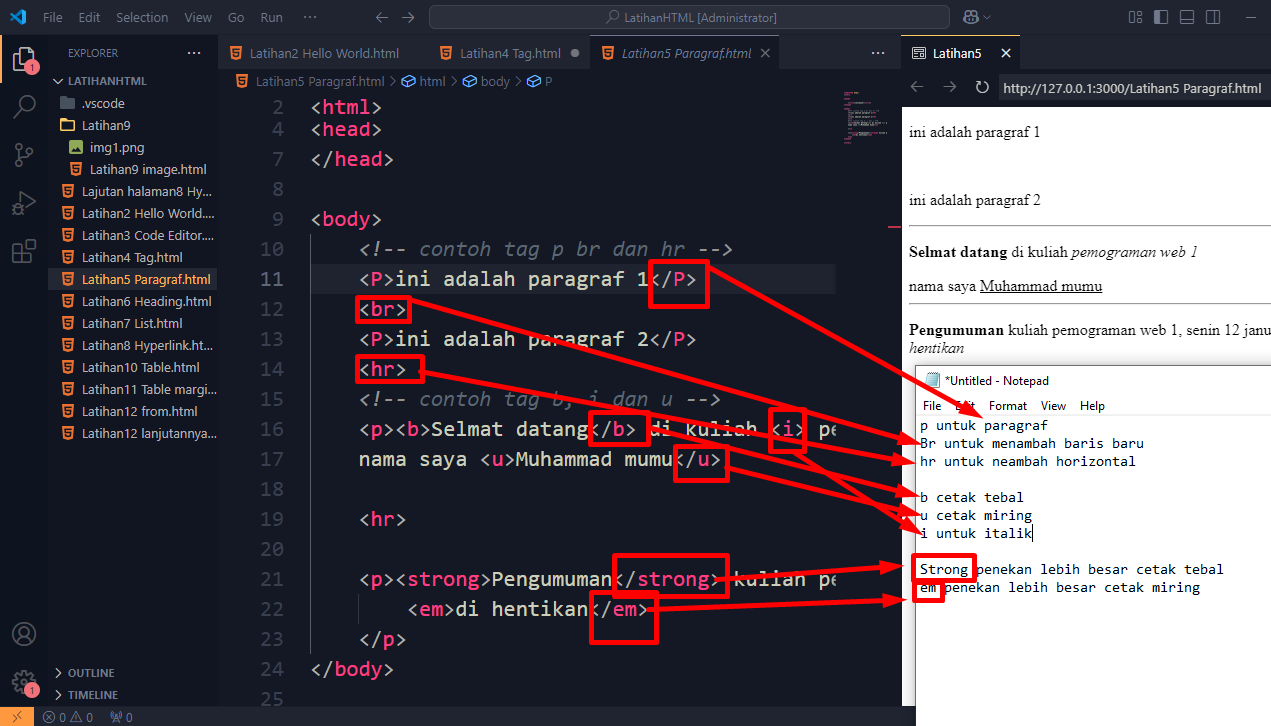 File Edit Selection View Go Run ··· LatihanHTML [Administrator]
EXPLORER ···
LATIHANHTML
.vscode
Latihan9
img1.png
Latihan9 image.html
Lajutan halaman8 Hy...
Latihan2 Hello World....
Latihan3 Code Editor....
Latihan4 Tag.html
Latihan5 Paragraf.html
Latihan6 Heading.html
Latihan7 List.html
Latihan8 Hyperlink.ht...
Latihan10 Table.html
Latihan11 Table margi...
Latihan12 from.html
Latihan12 lanjutannya...
OUTLINE
TIMELINE
1
1
0 0 0
Latihan2 Hello World.html Latihan4 Tag.html Latihan5 Paragraf.html ···
Latihan5 Paragraf.html > html > body > P
2 <html>
4 <head>
7 </head>
8
9 <body>
10 <!-- contoh tag p br dan hr -->
11 <P>ini adalah paragraf 1</P>
12 <br>
13 <P>ini adalah paragraf 2</P>
14 <hr>
15 <!-- contoh tag b, i dan u -->
16 <p><b>Selmat datang</b> di kuliah <i> pe
17 nama saya <u>Muhammad mumu</u>
18
19 <hr>
20
21 <p><strong>Pengumuman</strong> kuliah pe
22 <em>di hentikan</em>
23 </p>
24 </body>
25
Latihan5
http://127.0.0.1:3000/Latihan5 Paragraf.html
ini adalah paragraf 1
ini adalah paragraf 2
Selmat datang di kuliah pemograman web 1
nama saya Muhammad mumu
Pengumuman kuliah pemograman web 1, senin 12 janu
hentikan
*Untitled - Notepad
File Edit Format View Help
p untuk paragraf
Br untuk menambah baris baru
hr untuk neambah horizontal
b cetak tebal
u cetak miring
i untuk italik
Strong penekan lebih besar cetak tebal
em penekan lebih besar cetak miring